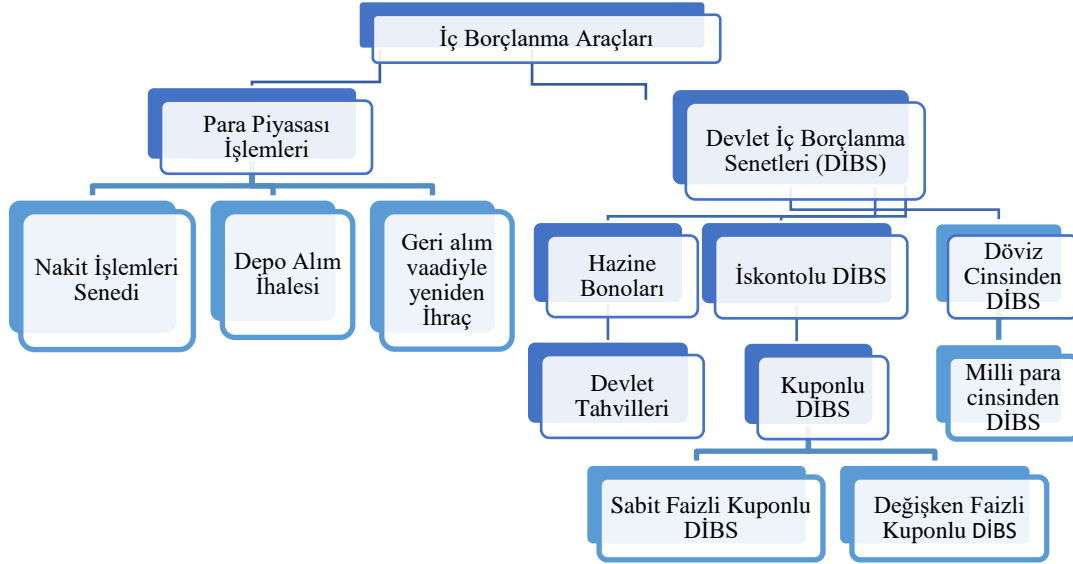 İç Borçlanma Araçları
Para Piyasası
İşlemleri
Devlet İç Borçlanma
Senetleri (DİBS)
Nakit İşlemleri
Senedi
Depo Alım
İhalesi
Geri alım
vaadiyle
yeniden
İhraç
Hazine
Bonoları
İskontolu DİBS
Döviz
Cinsinden
DİBS
Devlet
Tahvilleri
Kuponlu
DİBS
Milli para
cinsinden
DİBS
Sabit Faizli Kuponlu
DİBS
Değişken Faizli
Kuponlu DİBS